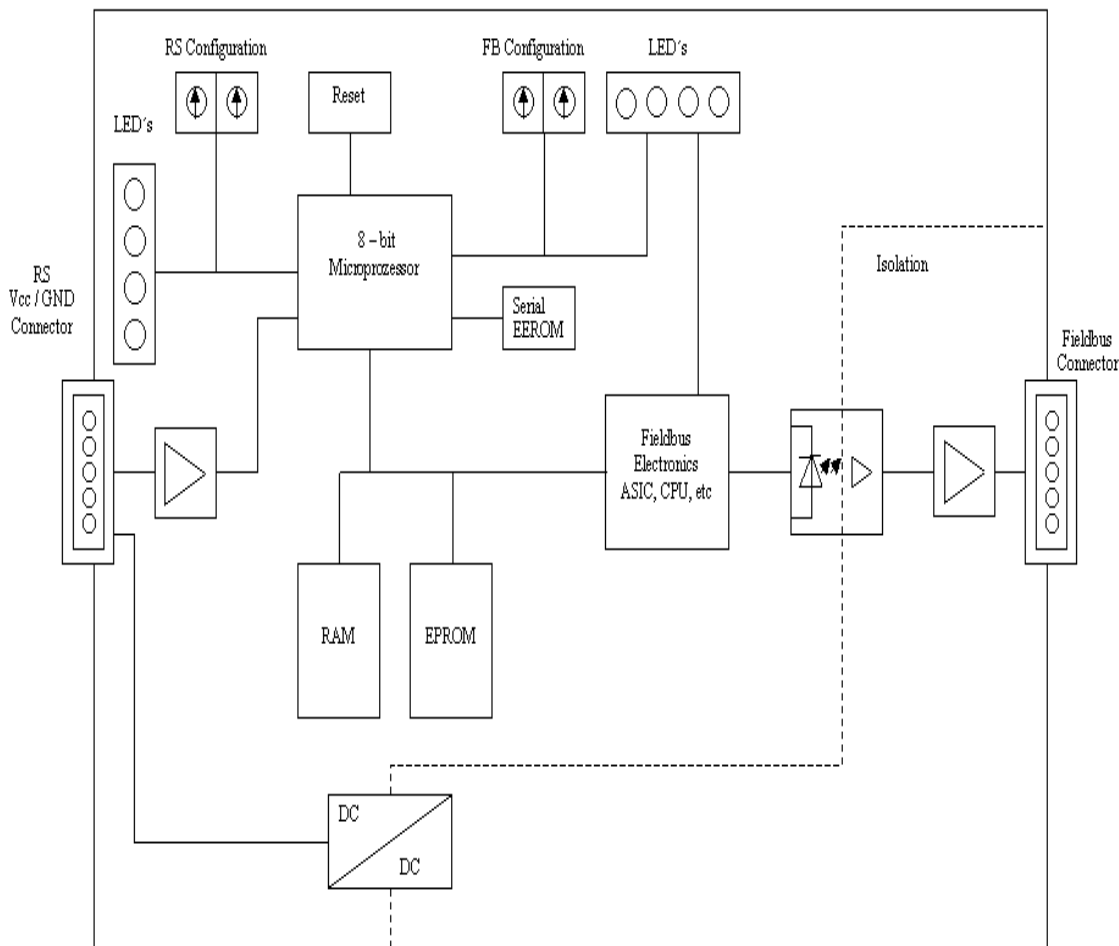 RS Configuration
FB Configuration
LED´s
Reset
LED´s
8 – bit
Microprozessor
Isolation
RS
Vcc / GND
Connector
Serial
EEROM
Fieldbus
Connector
Fieldbus
Electronics
ASIC, CPU, etc
RAM
EPROM
DC
DC